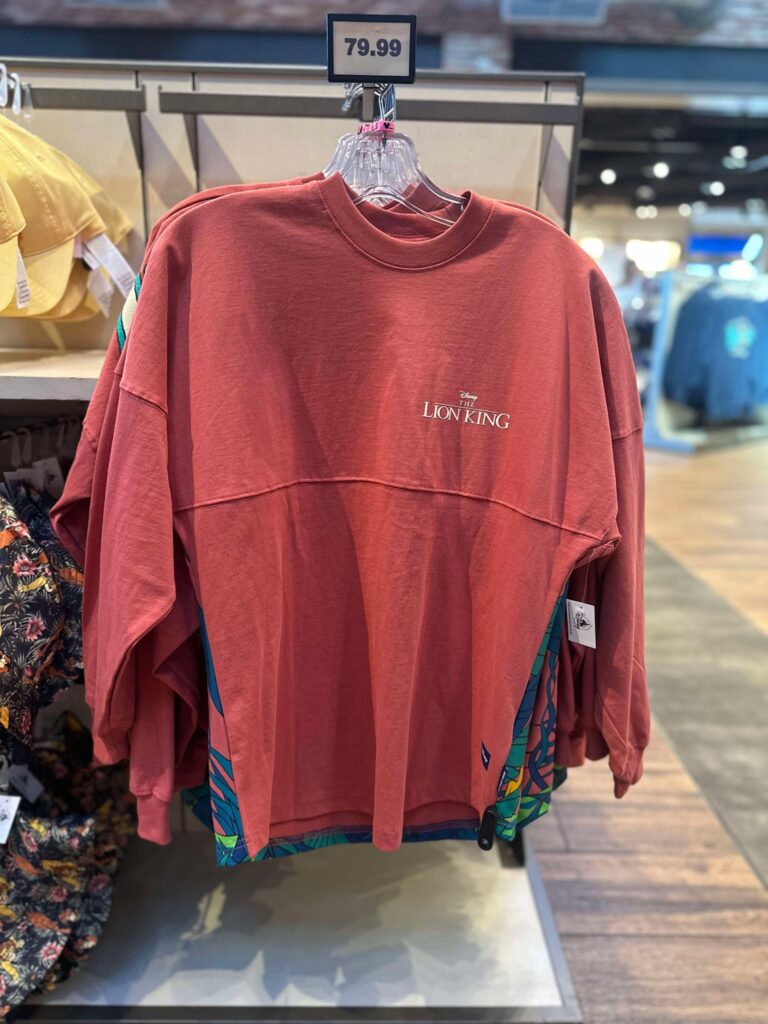 79.99
Disney
THE
LION KING